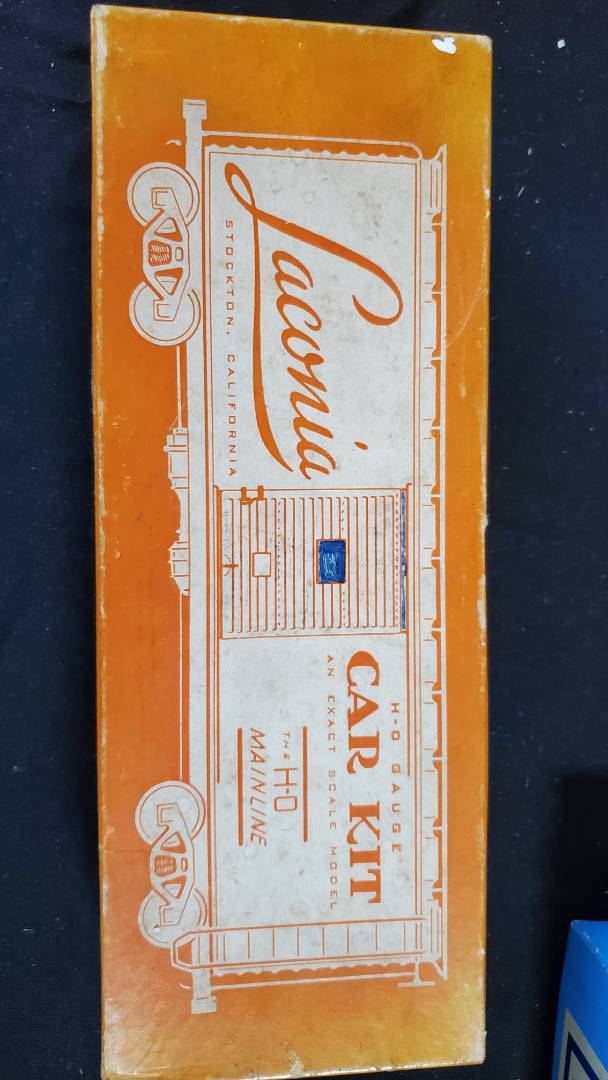 Laconia
STOCKTON, CALIFORNIA
H-O GAUGE
CAR KIT
AN EXACT SCALE MODEL
THE H-O
MAINLINE